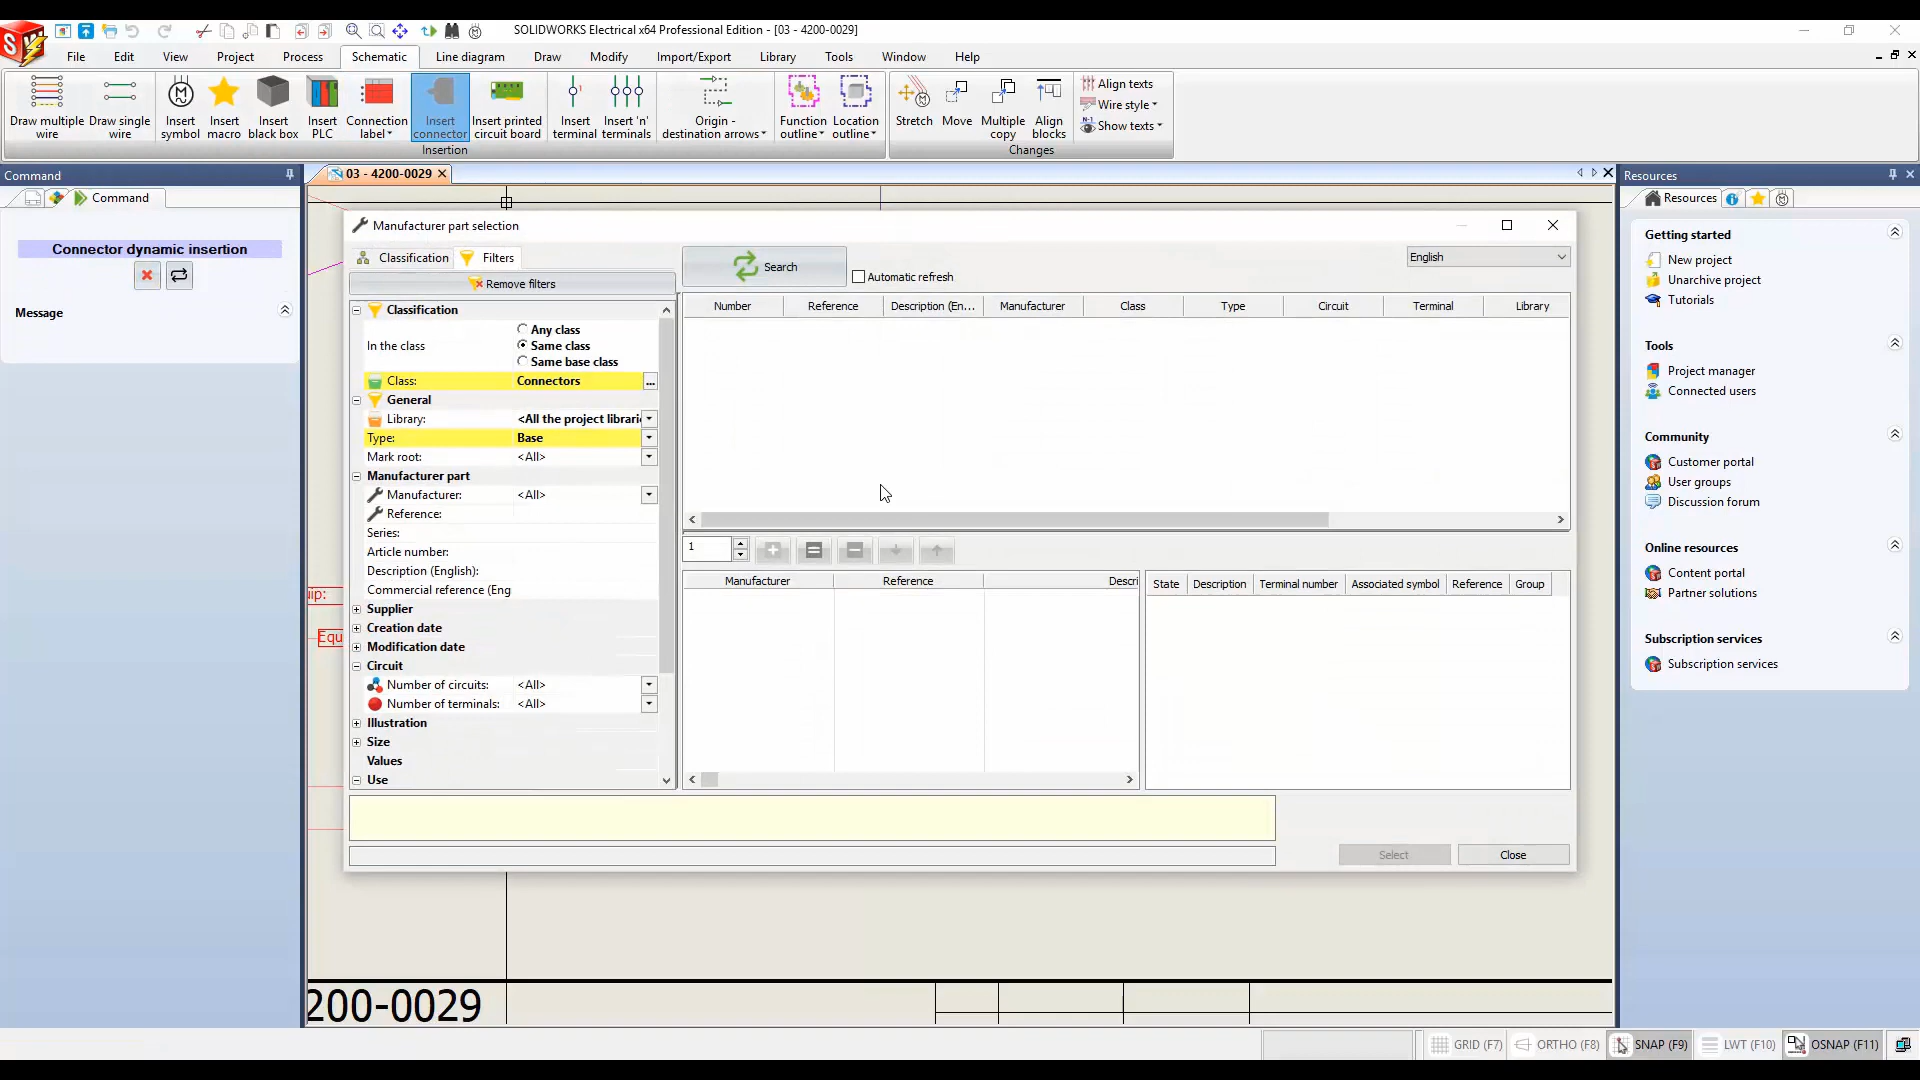 SOLIDWORKS Electrical x64 Professional Edition - [03 - 4200-0029]
File Edit View Project Process Schematic Line diagram Draw Modify Import/Export Library Tools Window Help
Draw multiple wire
Draw single wire
Insert symbol
Insert macro
Insert black box
Insert PLC
Connection label
Insert connector
Insert printed circuit board
Insert terminal
Insert 'n' terminals
Origin - destination arrows
Function outline
Location outline
Stretch
Move
Multiple copy
Align blocks
Align texts
Wire style
Show texts
Insertion
Changes
Command
03 - 4200-0029
Resources
Command
Resources
Connector dynamic insertion
Message
Manufacturer part selection
Classification Filters
Remove filters
Search
Automatic refresh
English
Classification
In the class
Any class
Same class
Same base class
Class: Connectors ...
General
Library: <All the project librari
Type: Base
Mark root: <All>
Manufacturer part
Manufacturer: <All>
Reference:
Series:
Article number:
Description (English):
Commercial reference (Eng
Supplier
Creation date
Modification date
Circuit
Number of circuits: <All>
Number of terminals: <All>
Illustration
Size
Values
Use
Number Reference Description (En... Manufacturer Class Type Circuit Terminal Library
1
Manufacturer Reference Descri
State Description Terminal number Associated symbol Reference Group
Select Close
uip:
Equ
200-0029
Getting started
New project
Unarchive project
Tutorials
Tools
Project manager
Connected users
Community
Customer portal
User groups
Discussion forum
Online resources
Content portal
Partner solutions
Subscription services
Subscription services
GRID (F7) ORTHO (F8) SNAP (F9) LWT (F10) OSNAP (F11)